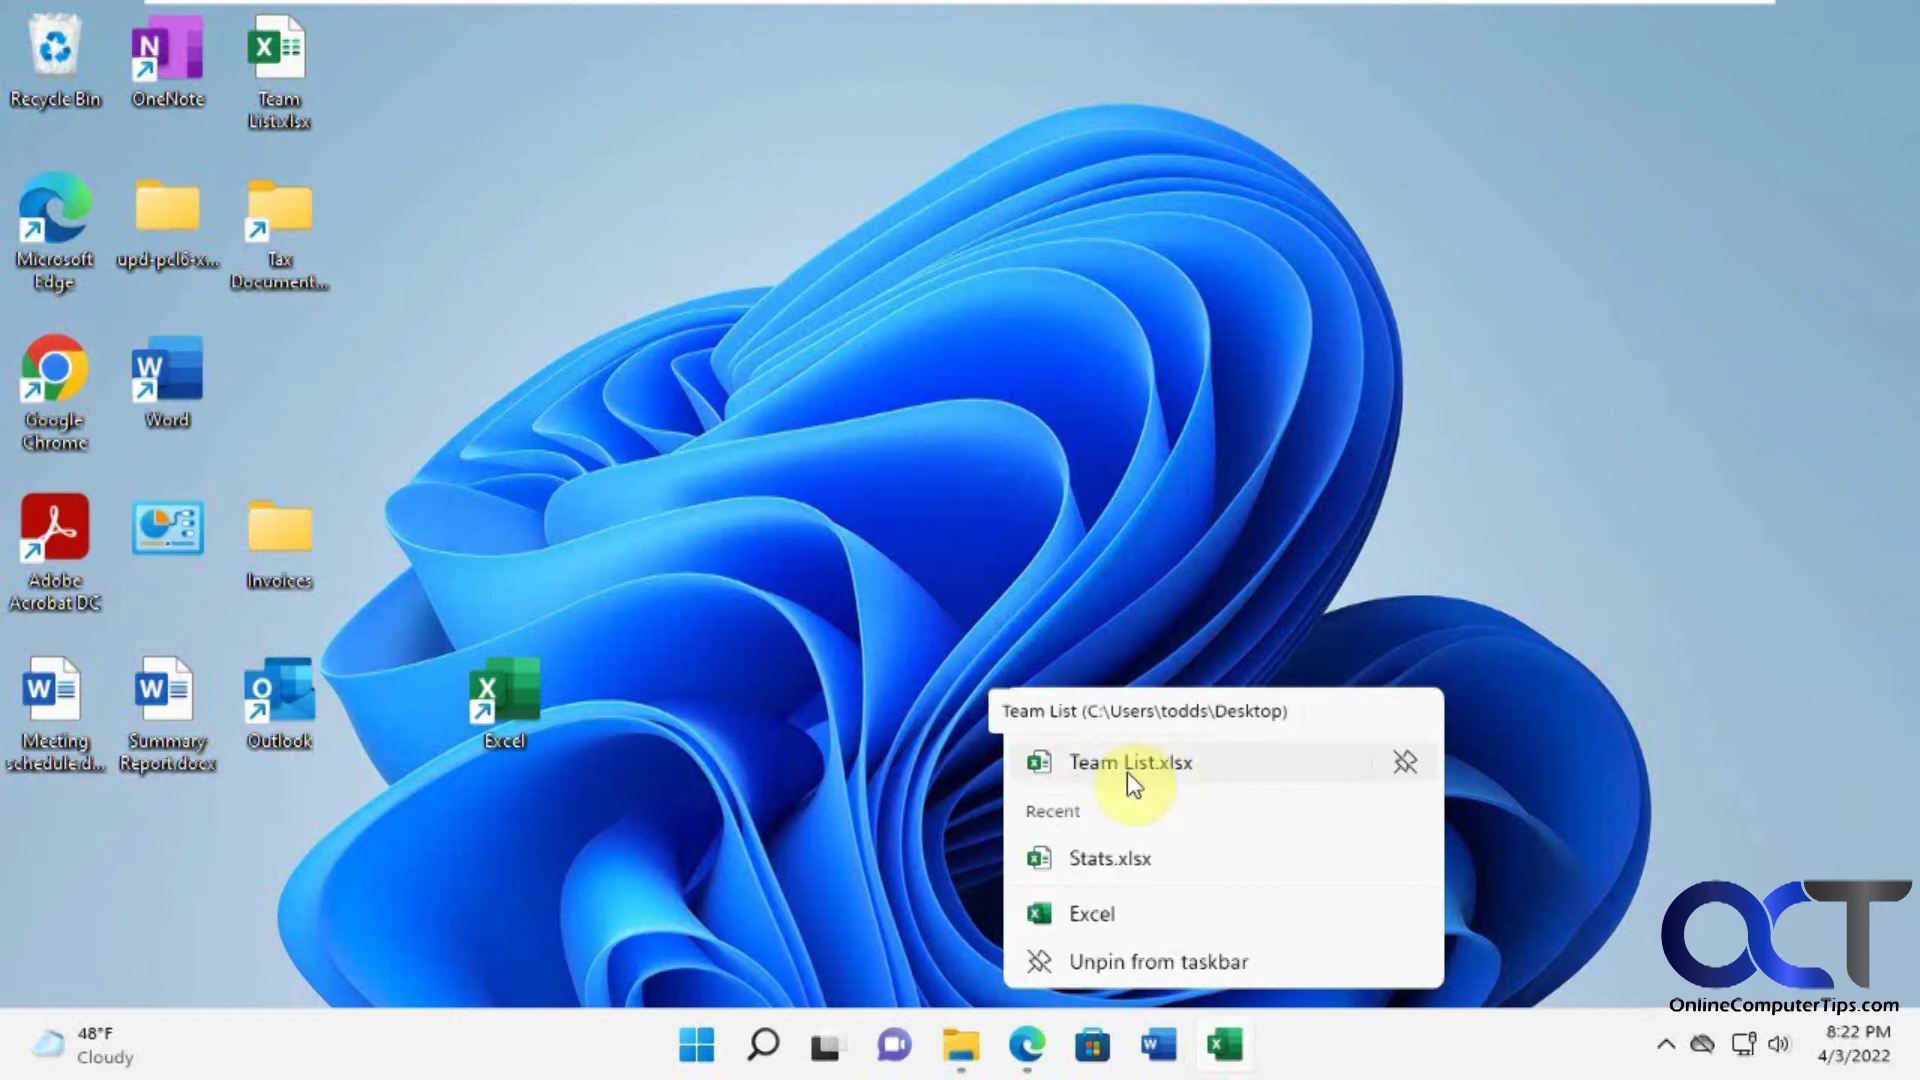 Recycle Bin
OneNote
Team
List.xlsx
Microsoft
Edge
upd-pcl6-x...
Tax
Document...
Google
Chrome
Word
Adobe
Acrobat DC
Invoices
Meeting
schedule.d...
Summary
Report.docx
Outlook
Excel
Team List (C:\Users\todds\Desktop)
Team List.xlsx
Recent
Stats.xlsx
Excel
Unpin from taskbar
OCT
OnlineComputerTips.com
48°F
Cloudy
8:22 PM
4/3/2022